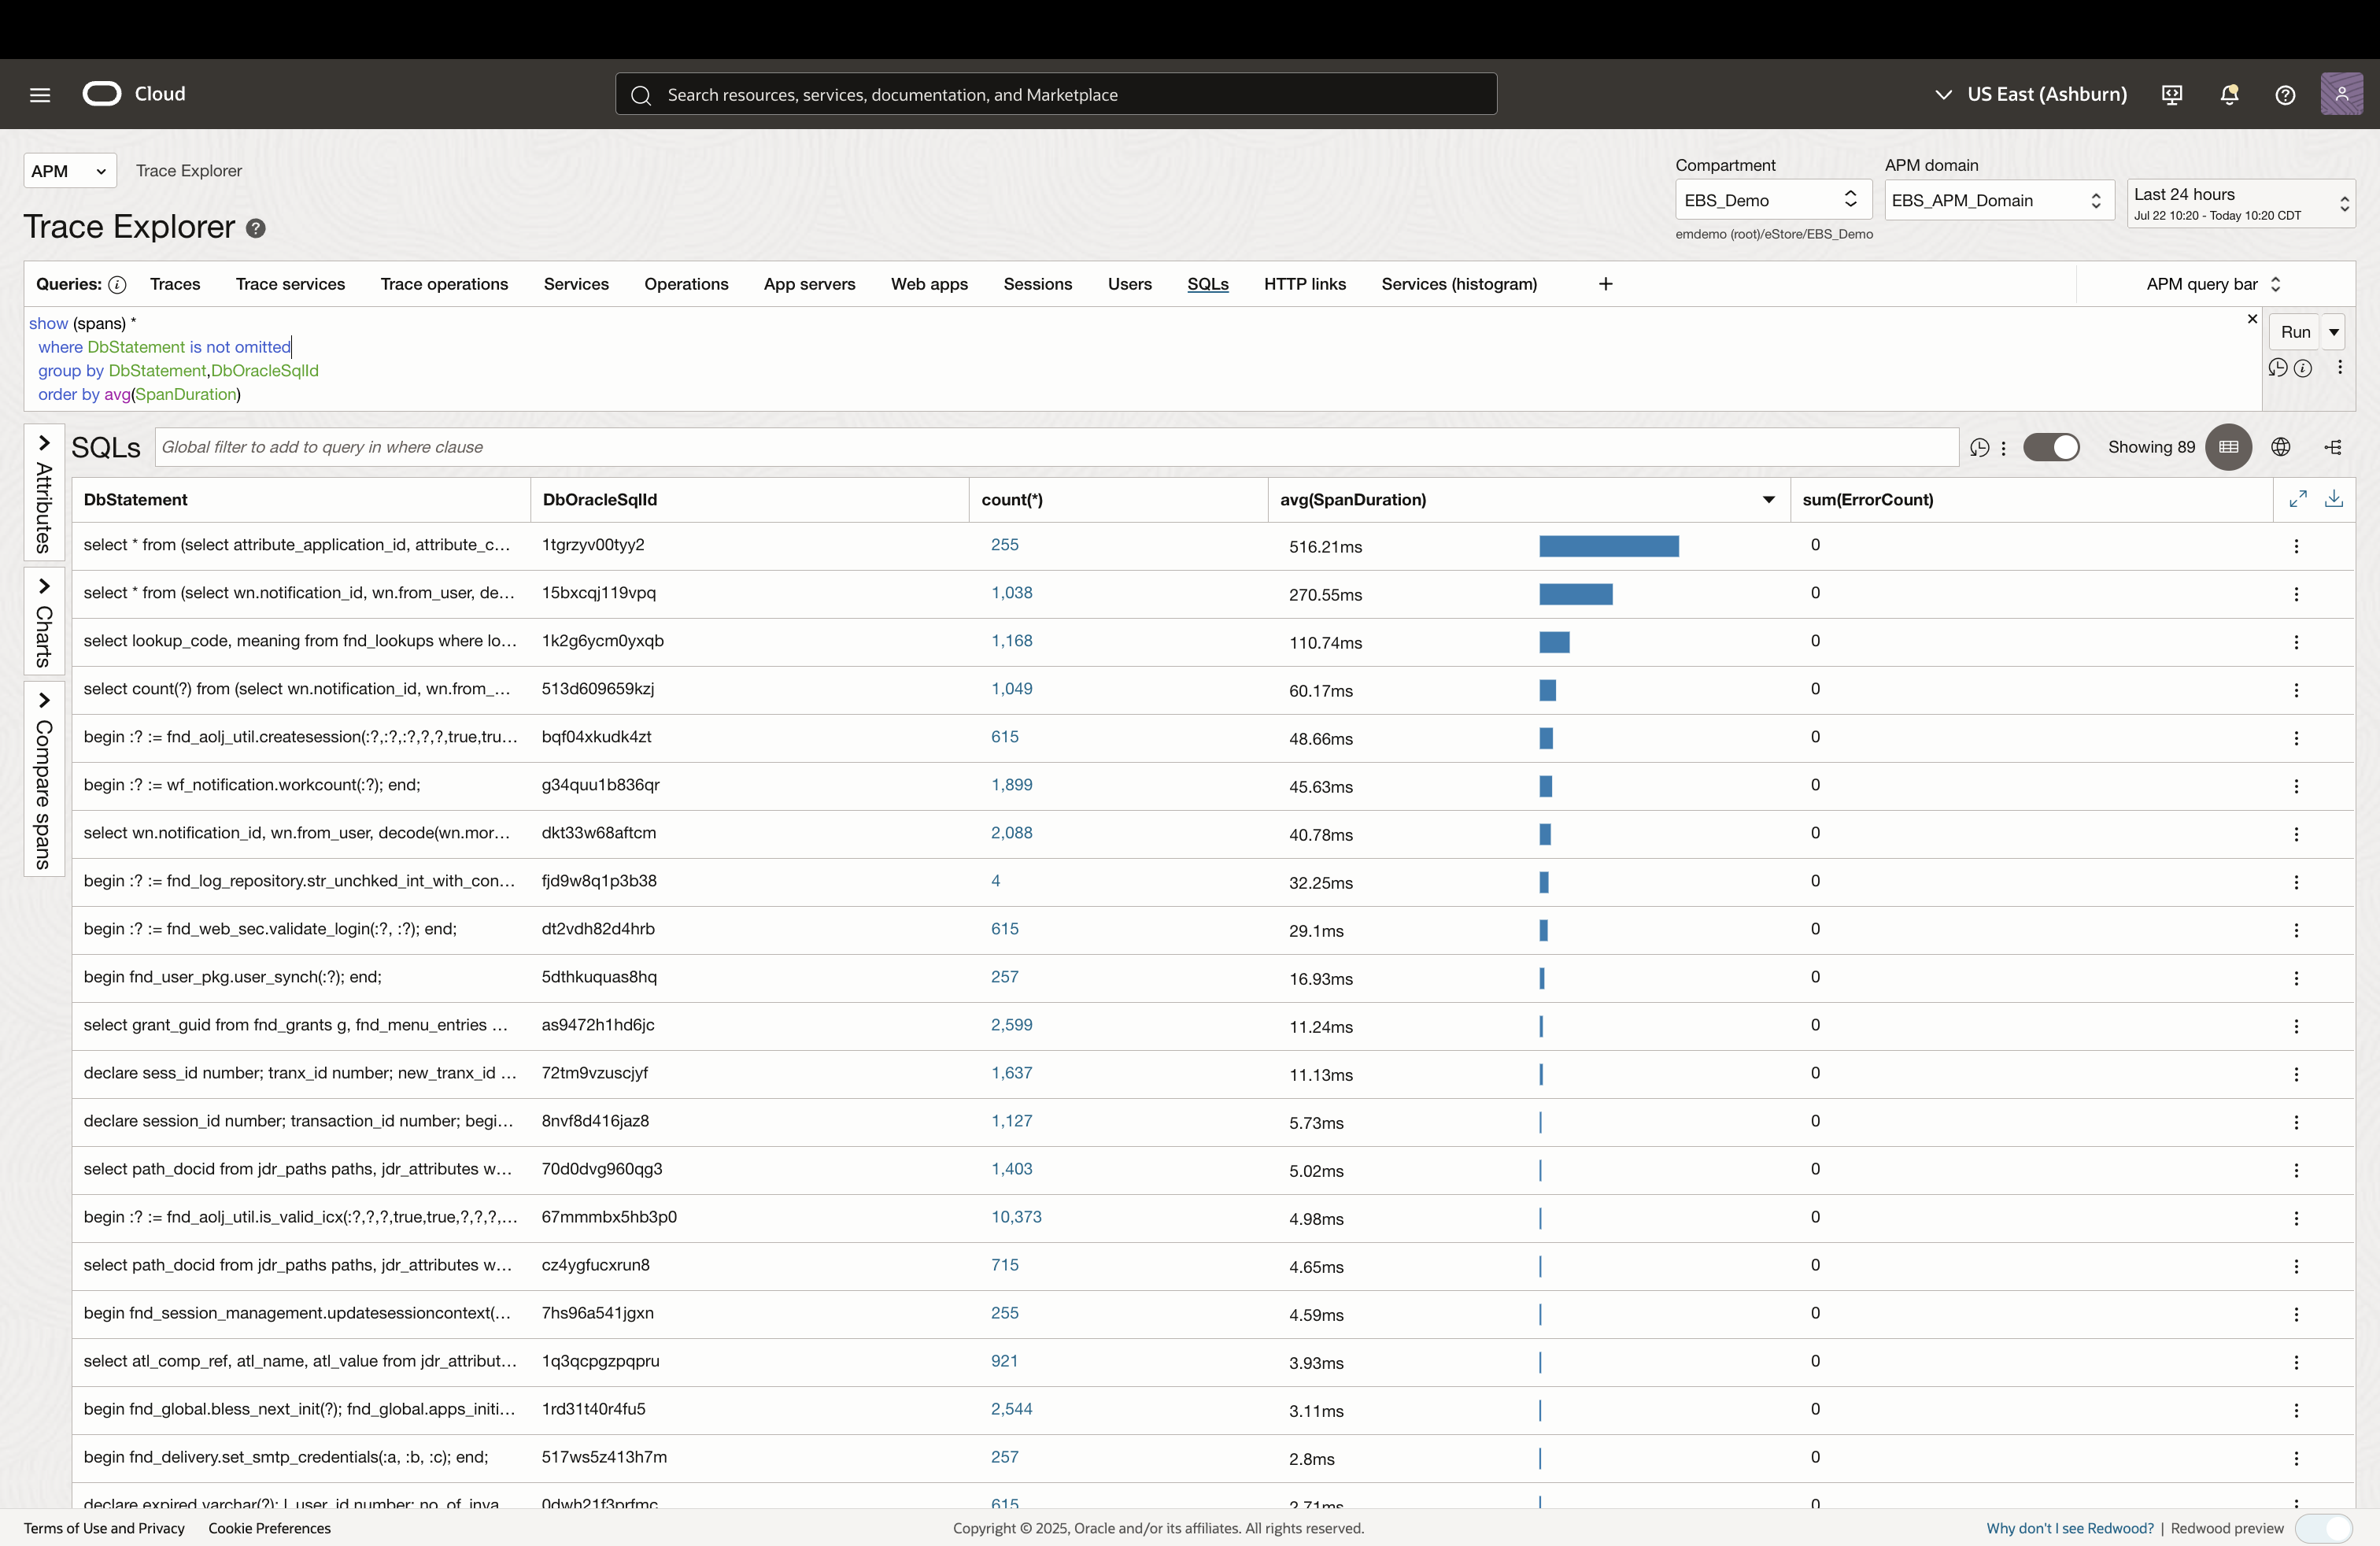 Cloud
Search resources, services, documentation, and Marketplace
US East (Ashburn)
APM
Trace Explorer
Compartment
APM domain
EBS_Demo
EBS_APM_Domain
Last 24 hours
Jul 22 10:20 - Today 10:20 CDT
emdemo (root)/eStore/EBS_Demo
Trace Explorer
Queries: Traces Trace services Trace operations Services Operations App servers Web apps Sessions Users SQLs HTTP links Services (histogram) + APM query bar
show (spans) *
where DbStatement is not omitted
group by DbStatement,DbOracleSqlId
order by avg(SpanDuration)
Run
Attributes
Charts
Compare spans
SQLs Global filter to add to query in where clause Showing 89
DbStatement DbOracleSqlId count(*) avg(SpanDuration) sum(ErrorCount)
select * from (select attribute_application_id, attribute_c... 1tgrzyv00tyy2 255 516.21ms 0
select * from (select wn.notification_id, wn.from_user, de... 15bxcqj119vpq 1,038 270.55ms 0
select lookup_code, meaning from fnd_lookups where lo... 1k2g6ycm0yxqb 1,168 110.74ms 0
select count(?) from (select wn.notification_id, wn.from_... 513d609659kzj 1,049 60.17ms 0
begin :? := fnd_aolj_util.createsession(:?,:?,:?,?,?,true,tru... bqf04xkudk4zt 615 48.66ms 0
begin :? := wf_notification.workcount(:?); end; g34quu1b836qr 1,899 45.63ms 0
select wn.notification_id, wn.from_user, decode(wn.mor... dkt33w68aftcm 2,088 40.78ms 0
begin :? := fnd_log_repository.str_unchked_int_with_con... fjd9w8q1p3b38 4 32.25ms 0
begin :? := fnd_web_sec.validate_login(:?, :?); end; dt2vdh82d4hrb 615 29.1ms 0
begin fnd_user_pkg.user_synch(:?); end; 5dthkuquas8hq 257 16.93ms 0
select grant_guid from fnd_grants g, fnd_menu_entries ... as9472h1hd6jc 2,599 11.24ms 0
declare sess_id number; tranx_id number; new_tranx_id ... 72tm9vzuscjyf 1,637 11.13ms 0
declare session_id number; transaction_id number; begi... 8nvf8d416jaz8 1,127 5.73ms 0
select path_docid from jdr_paths paths, jdr_attributes w... 70d0dvg960qg3 1,403 5.02ms 0
begin :? := fnd_aolj_util.is_valid_icx(:?,?,?,true,true,?,?,?,... 67mmmbx5hb3p0 10,373 4.98ms 0
select path_docid from jdr_paths paths, jdr_attributes w... cz4ygfucxrun8 715 4.65ms 0
begin fnd_session_management.updatesessioncontext(... 7hs96a541jgxn 255 4.59ms 0
select atl_comp_ref, atl_name, atl_value from jdr_attribut... 1q3qcpgzpqpru 921 3.93ms 0
begin fnd_global.bless_next_init(?); fnd_global.apps_initi... 1rd31t40r4fu5 2,544 3.11ms 0
begin fnd_delivery.set_smtp_credentials(:a, :b, :c); end; 517ws5z413h7m 257 2.8ms 0
declare expired varchar(?); l_user_id number; no_of_inva... 0dwh21f3prfmc 615 2.71ms 0
Terms of Use and Privacy Cookie Preferences Copyright © 2025, Oracle and/or its affiliates. All rights reserved. Why don't I see Redwood? | Redwood preview